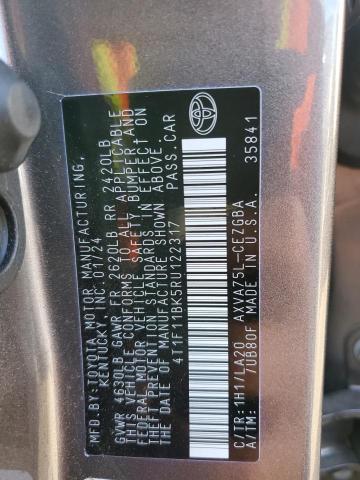 MFD.BY:TOYOTA MOTOR MANUFACTURING,
KENTUCKY, INC. 01/24
GVWR 4630LB GAWR FR 2620LB RR 2420LB
THIS VEHICLE CONFORMS TO ALL APPLICABLE
FEDERAL MOTOR VEHICLE SAFETY, BUMPER, AND
THEFT PREVENTION STANDARDS IN EFFECT ON
THE DATE OF MANUFACTURE SHOWN ABOVE.
4T1F11BK5RU122317 PASS.CAR
C/TR: 1H1/LA20 AXVA75L-CEZGBA
A/TM: /UB80F MADE IN U.S.A. 35841